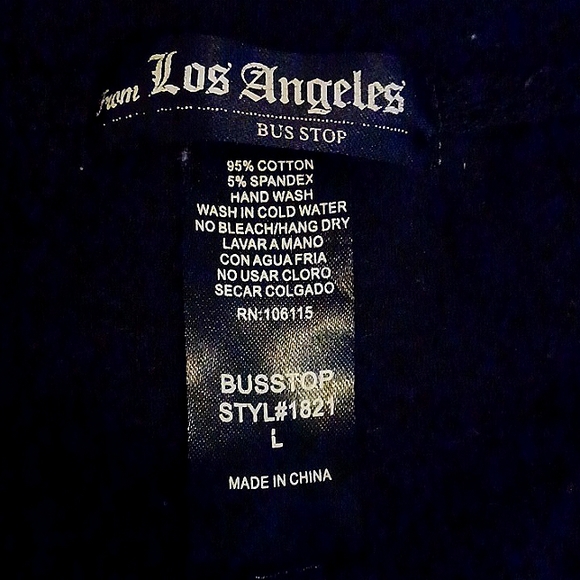 From Los Angeles
BUS STOP
95% COTTON
5% SPANDEX
HAND WASH
WASH IN COLD WATER
NO BLEACH/HANG DRY
LAVAR A MANO
CON AGUA FRIA
NO USAR CLORO
SECAR COLGADO
RN:106115
BUSSTOP
STYL#1821
L
MADE IN CHINA